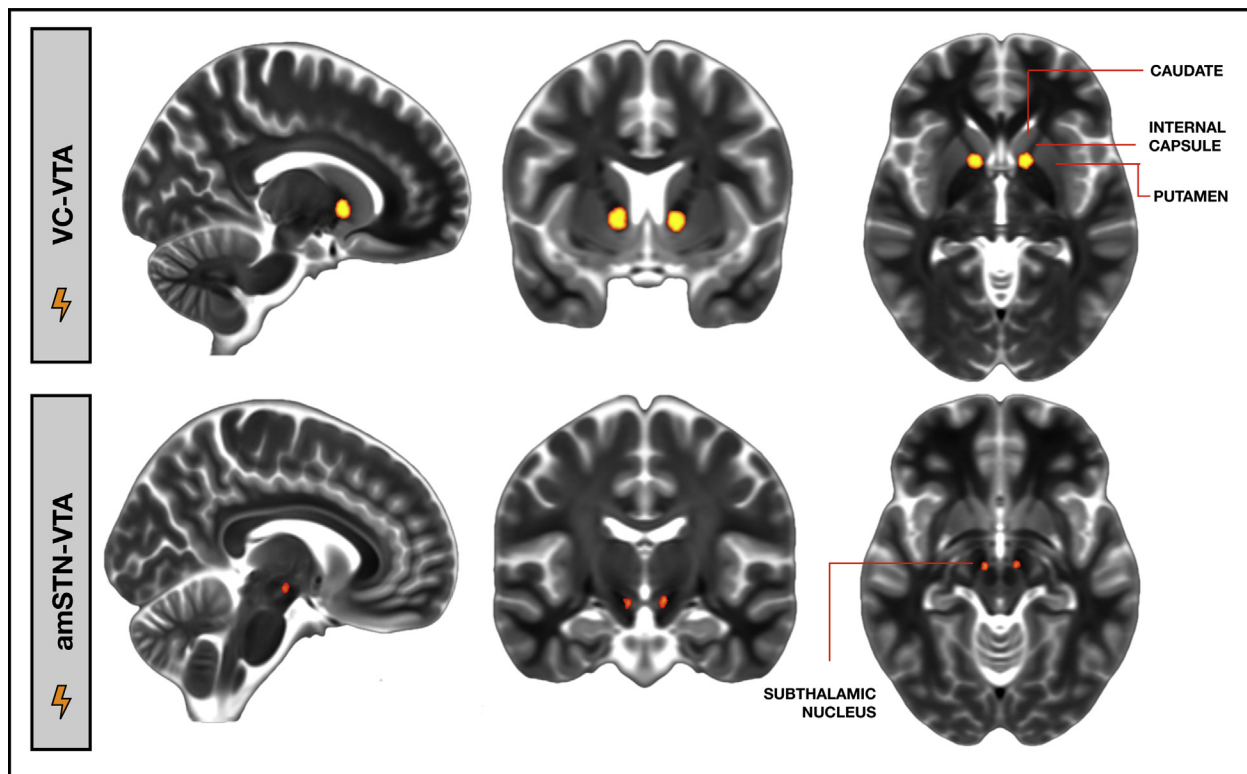 VC-VTA
CAUDATE
INTERNAL
CAPSULE
PUTAMEN
amSTN-VTA
SUBTHALAMIC
NUCLEUS